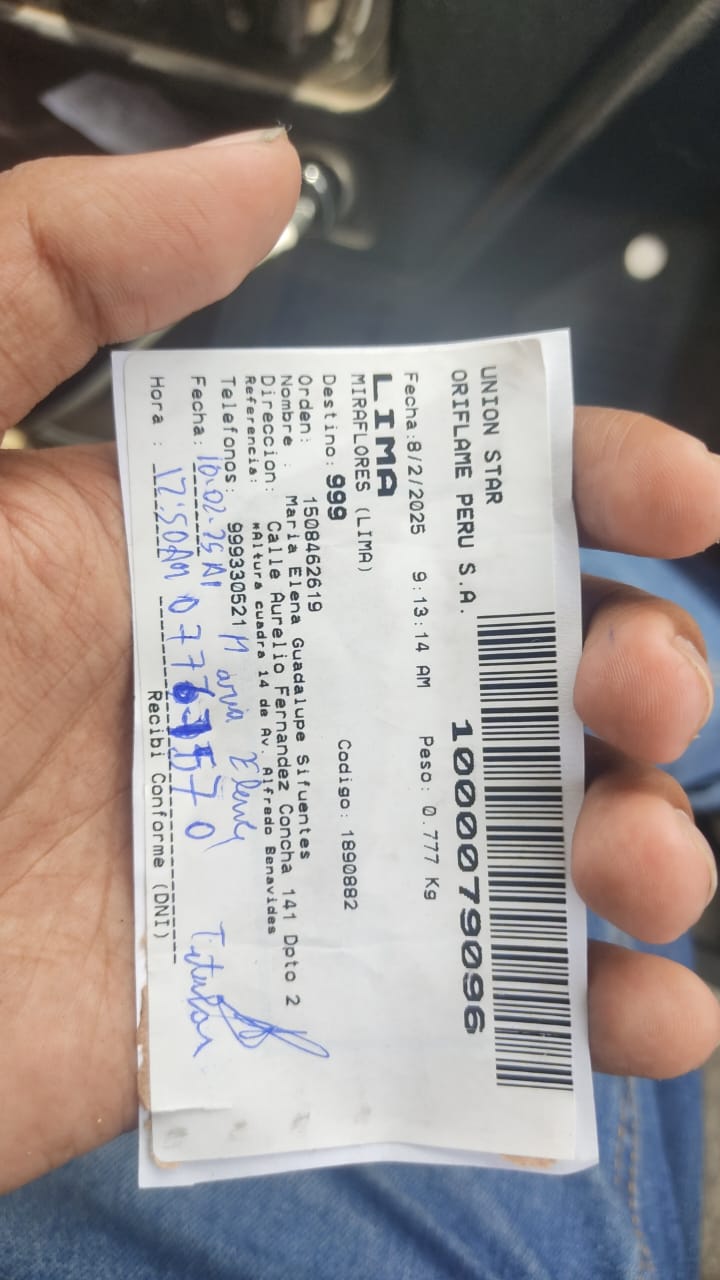 UNION STAR
ORIFLAME PERU S.A.
1000079096
Fecha:8/2/2025 9:13:14 AM Peso: 0.777 Kg
LIMA
MIRAFLORES (LIMA)
Destino: 999 Codigo: 1890882
Orden: 1508462619
Nombre : Maria Elena Guadalupe Sifuentes
Direccion: Calle Aurelio Fernandez Concha 141 Dpto 2
Referencia: *Altura cuadra 14 de Av. Alfredo Benavides
Telefonos: 999330521 Maria Elena
Fecha: 10-02-25 Titular
Hora : 12:50
Recibi Conforme (DNI)